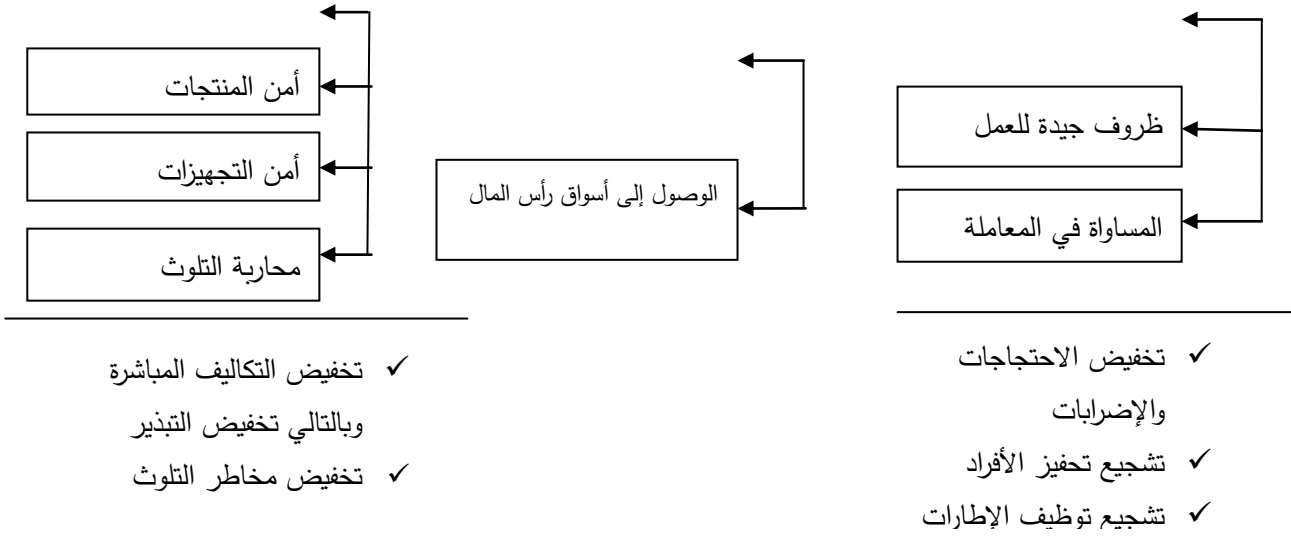 ظروف جيدة للعمل
المساواة في المعاملة
الوصول إلى أسواق رأس المال
أمن المنتجات
أمن التجهيزات
محاربة التلوث
✓ تخفيض الاحتجاجات
والإضرابات
✓ تشجيع تحفيز الأفراد
✓ تشجيع توظيف الإطارات
✓ تخفيض التكاليف المباشرة
وبالتالي تخفيض التبذير
✓ تخفيض مخاطر التلوث